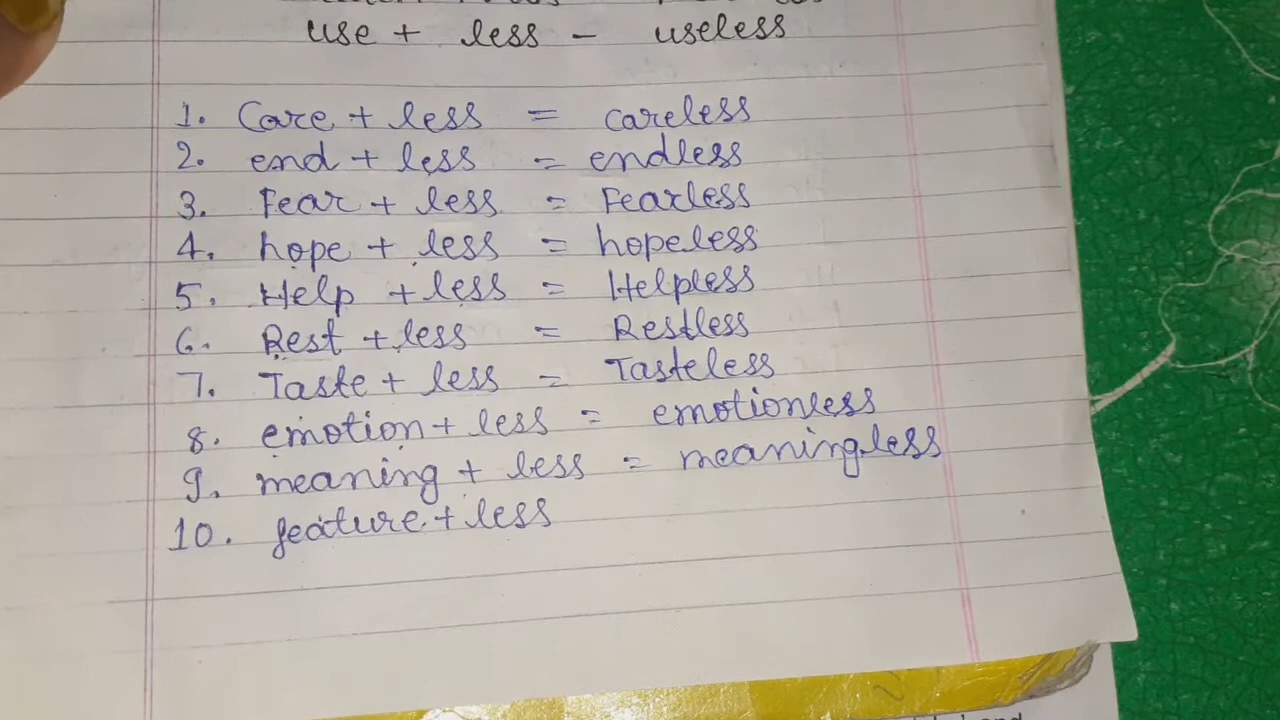 use + less - useless
1. Care + less = careless
2. end + less = endless
3. Fear + less = Fearless
4. hope + less = hopeless
5. Help + less = Helpless
6. Rest + less = Restless
7. Taste + less = Tasteless
8. emotion + less = emotionless
9. meaning + less = meaningless
10. feature + less